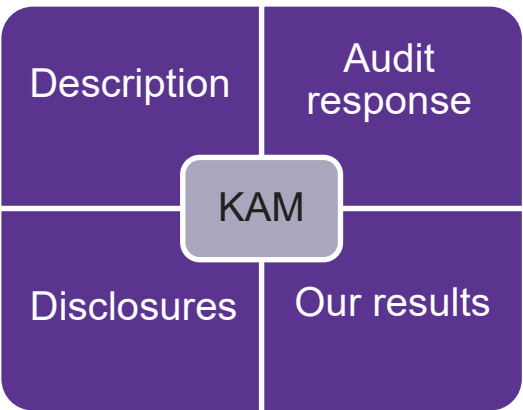 Description
Audit
response
KAM
Disclosures
Our results